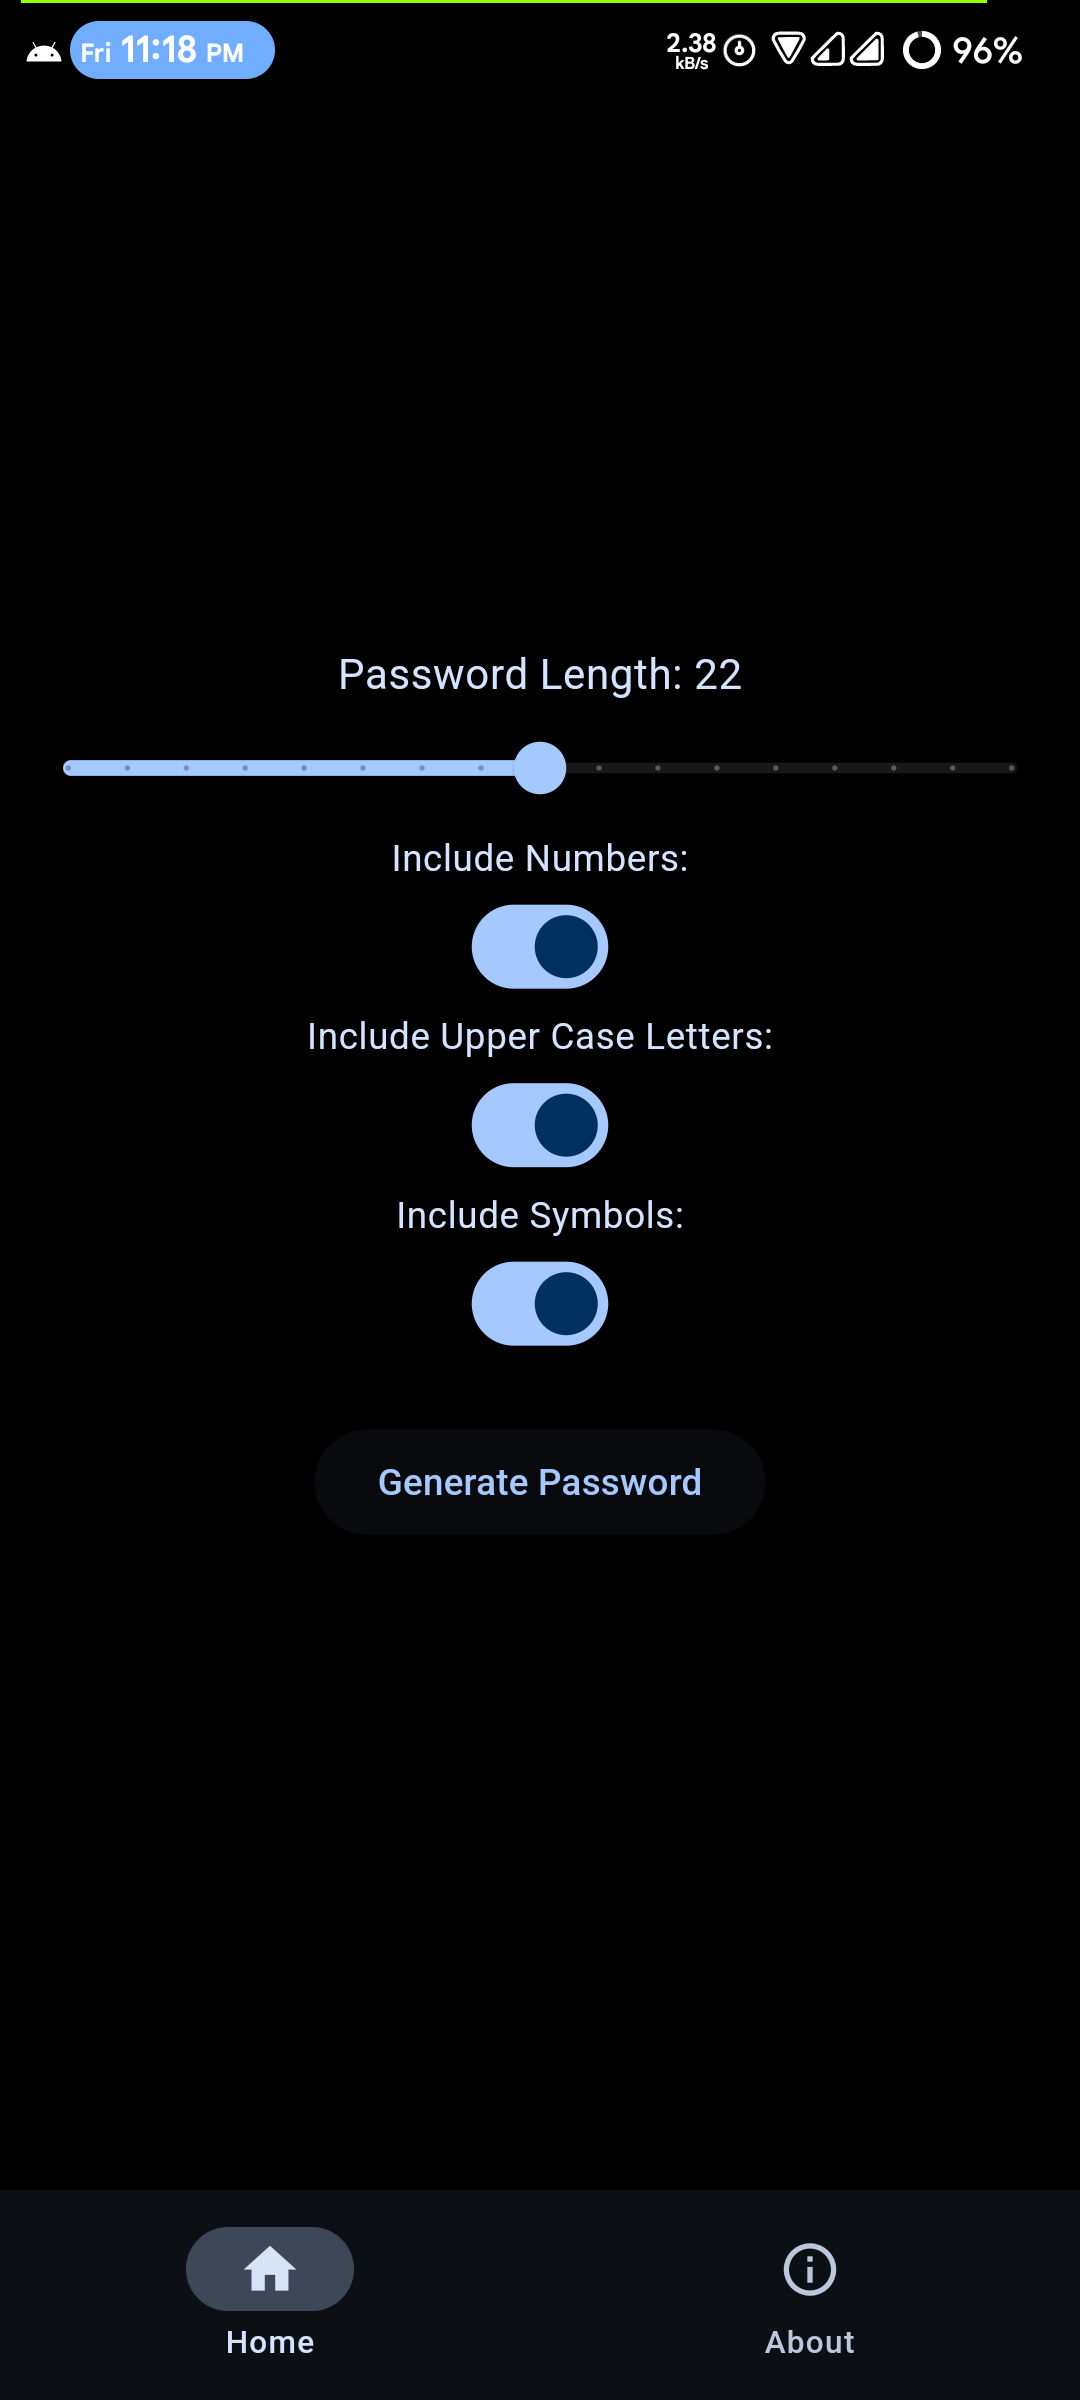 Fri 11:18 PM
2.38
kB/s
96%
Password Length: 22
Include Numbers:
Include Upper Case Letters:
Include Symbols:
Generate Password
Home
About